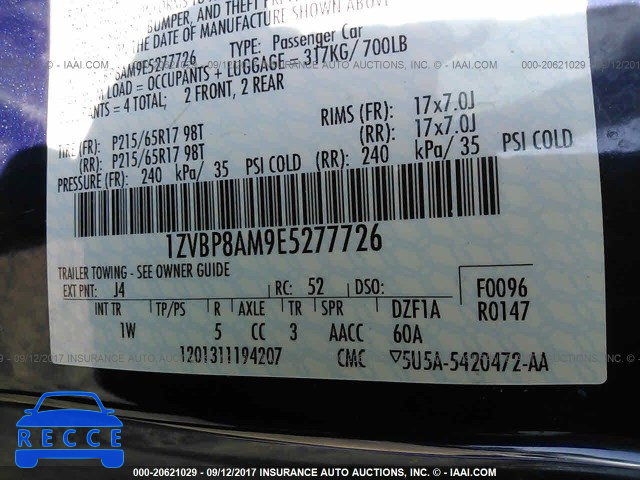 BUMPER, AND THEFT PREVENTION
THE DATE OF MANUFACTURE SHOWN ABOVE.
AM9E5277726 TYPE: Passenger Car
LOAD = OCCUPANTS + LUGGAGE = 317KG/ 700LB
ANTS = 4 TOTAL; 2 FRONT, 2 REAR
TIRE (FR): P215/65R17 98T RIMS (FR): 17x7.0J
(RR): P215/65R17 98T (RR): 17x7.0J
PRESSURE (FR): 240 kPa/ 35 PSI COLD (RR): 240 kPa/ 35 PSI COLD
1ZVBP8AM9E5277726
TRAILER TOWING - SEE OWNER GUIDE
EXT PNT: J4 RC: 52 DSO: F0096
INT TR TP/PS R AXLE TR SPR DZF1A R0147
1W 5 CC 3 AACC 60A
1201311194207 CMC ▽5U5A-5420472-AA
RECCE
000-20621029 - 09/12/2017 INSURANCE AUTO AUCTIONS - © IAAI.COM